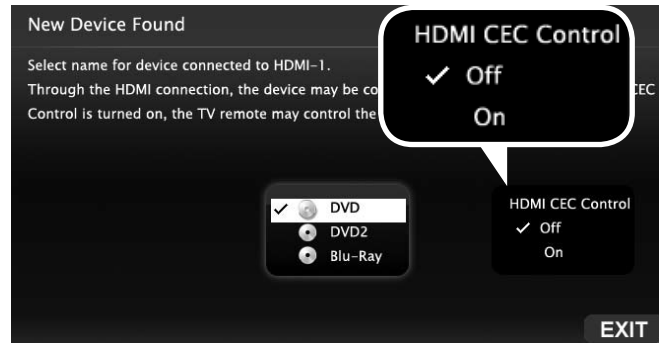 New Device Found
Select name for device connected to HDMI-1.
Through the HDMI connection, the device may be co
CEC
Control is turned on, the TV remote may control the
HDMI CEC Control
✓ Off
On
✓ DVD
DVD2
Blu-Ray
HDMI CEC Control
✓ Off
On
EXIT